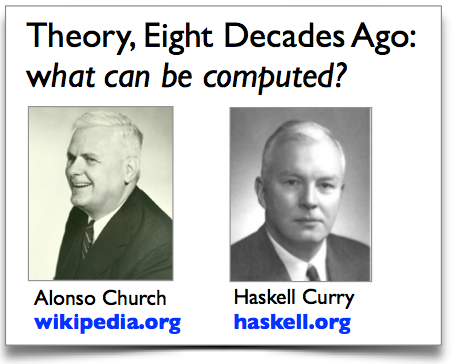 Theory, Eight Decades Ago:
what can be computed?
Alonso Church
wikipedia.org
Haskell Curry
haskell.org